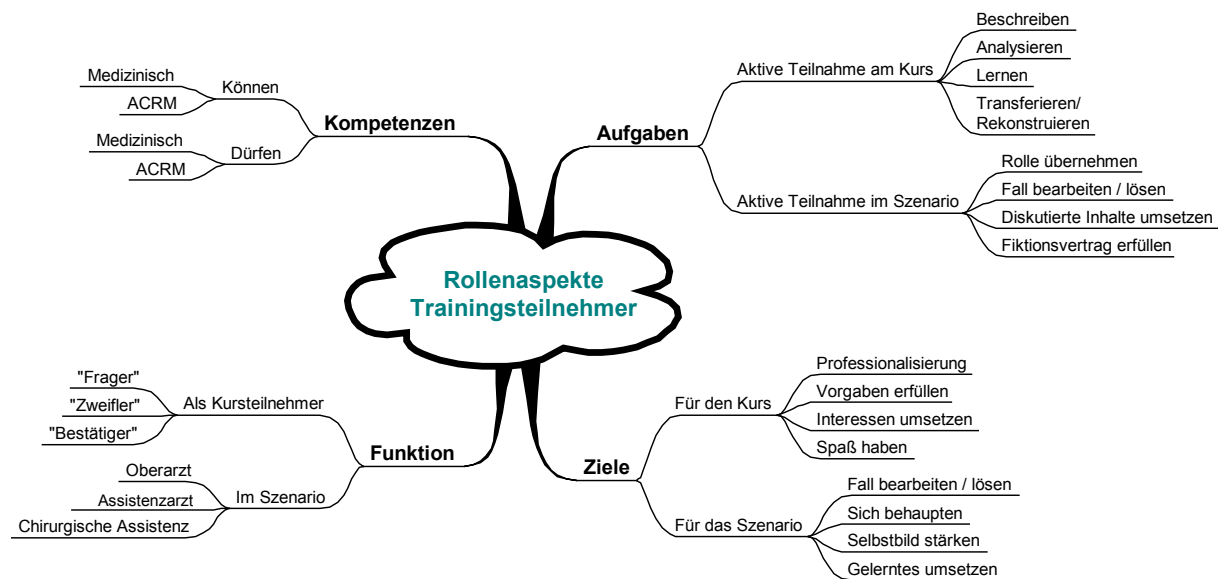 Rollenaspekte
Trainingsteilnehmer
Kompetenzen
Können
Medizinisch
ACRM
Dürfen
Medizinisch
ACRM
Aufgaben
Aktive Teilnahme am Kurs
Beschreiben
Analysieren
Lernen
Transferieren/
Rekonstruieren
Aktive Teilnahme im Szenario
Rolle übernehmen
Fall bearbeiten / lösen
Diskutierte Inhalte umsetzen
Fiktionsvertrag erfüllen
Funktion
Als Kursteilnehmer
"Frager"
"Zweifler"
"Bestätiger"
Im Szenario
Oberarzt
Assistenzarzt
Chirurgische Assistenz
Ziele
Für den Kurs
Professionalisierung
Vorgaben erfüllen
Interessen umsetzen
Spaß haben
Für das Szenario
Fall bearbeiten / lösen
Sich behaupten
Selbstbild stärken
Gelerntes umsetzen